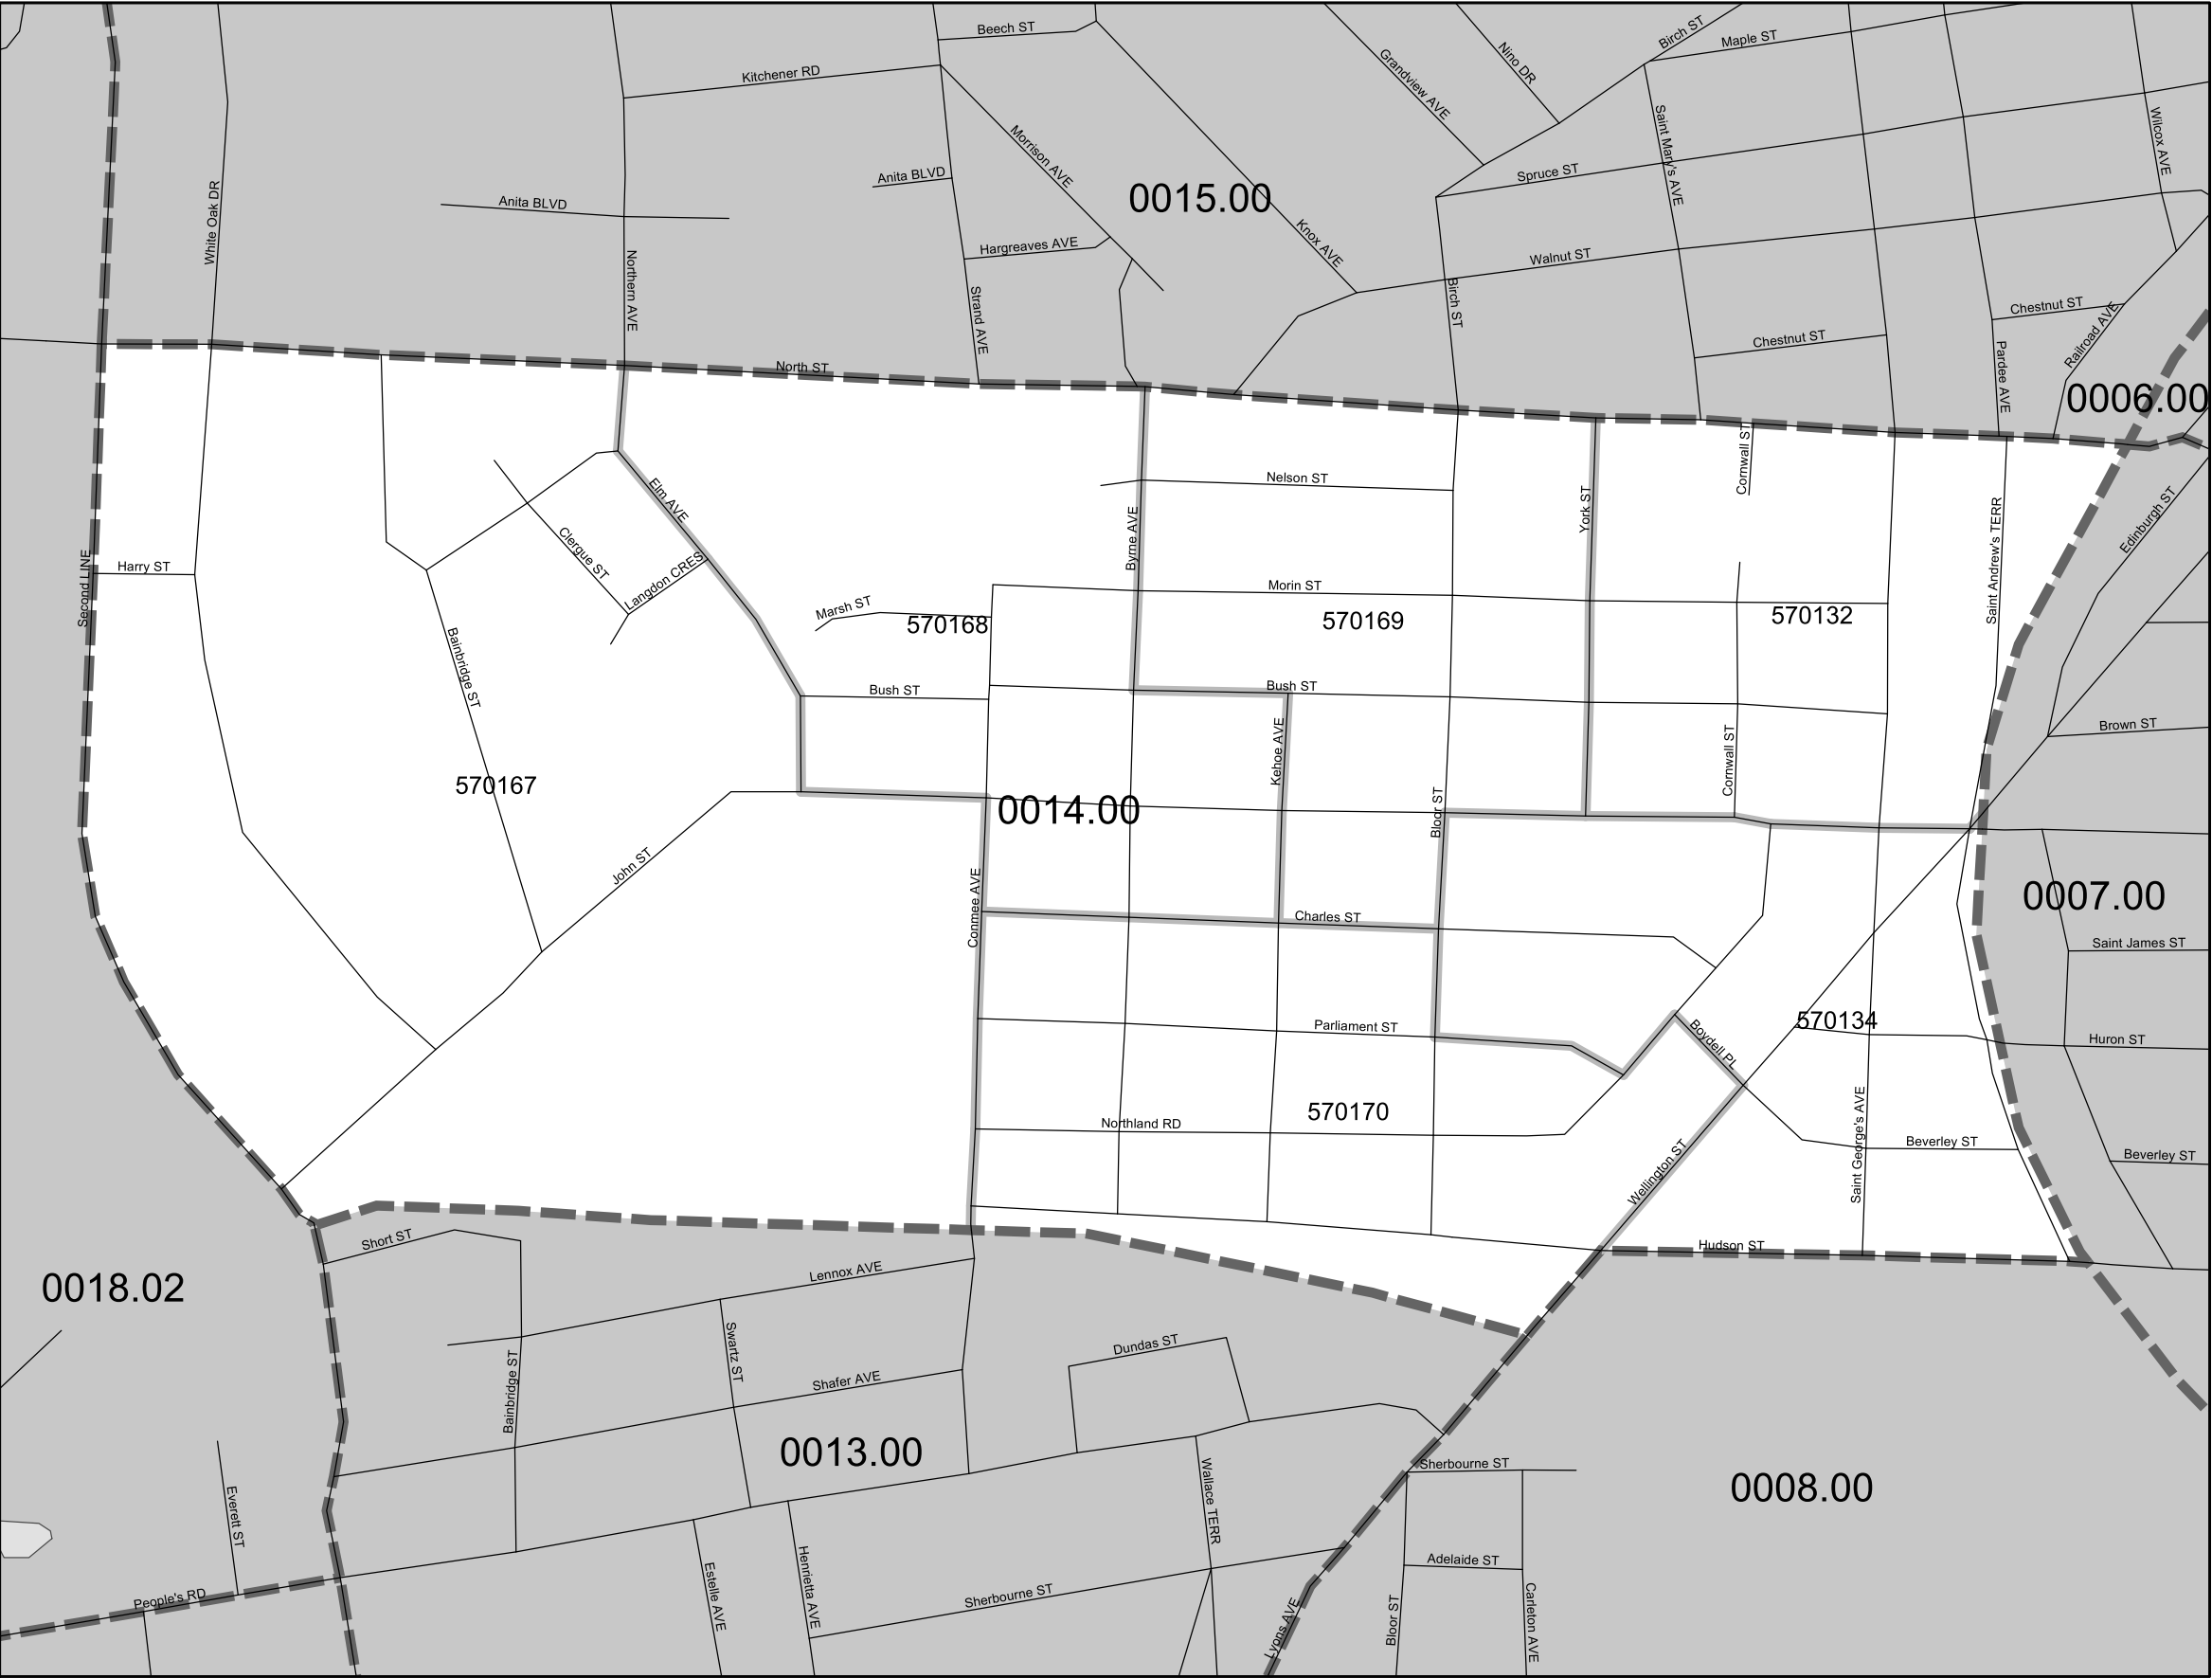 Beech ST
Birch ST
Maple ST
Kitchener RD
Grandview AVE
Nino DR
Saint Mary's AVE
Wilcox AVE
Morrison AVE
Anita BLVD
Spruce ST
Anita BLVD
0015.00
White Oak DR
Knox AVE
Hargreaves AVE
Walnut ST
Northern AVE
Strand AVE
Birch ST
Chestnut ST
Chestnut ST
Railroad AVE
Pardee AVE
North ST
0006.00
Cornwall ST
Nelson ST
Elm AVE
York ST
Byrne AVE
Saint Andrew's TERR
Edinburgh ST
Clergue ST
Langdon CRES
Harry ST
Second LINE
Morin ST
Marsh ST
570168
570169
570132
Bainbridge ST
Bush ST
Bush ST
Brown ST
Kehoe AVE
Cornwall ST
570167
0014.00
Bloor ST
John ST
0007.00
Conmee AVE
Charles ST
Saint James ST
570134
Parliament ST
Boydell PL
Huron ST
570170
Northland RD
Saint George's AVE
Beverley ST
Beverley ST
Wellington ST
Short ST
Hudson ST
0018.02
Lennox AVE
Swartz ST
Dundas ST
Bainbridge ST
Shafer AVE
0013.00
Sherbourne ST
0008.00
Everett ST
Wallace TERR
Adelaide ST
Henrietta AVE
Estelle AVE
People's RD
Sherbourne ST
Lyons AVE
Bloor ST
Carleton AVE